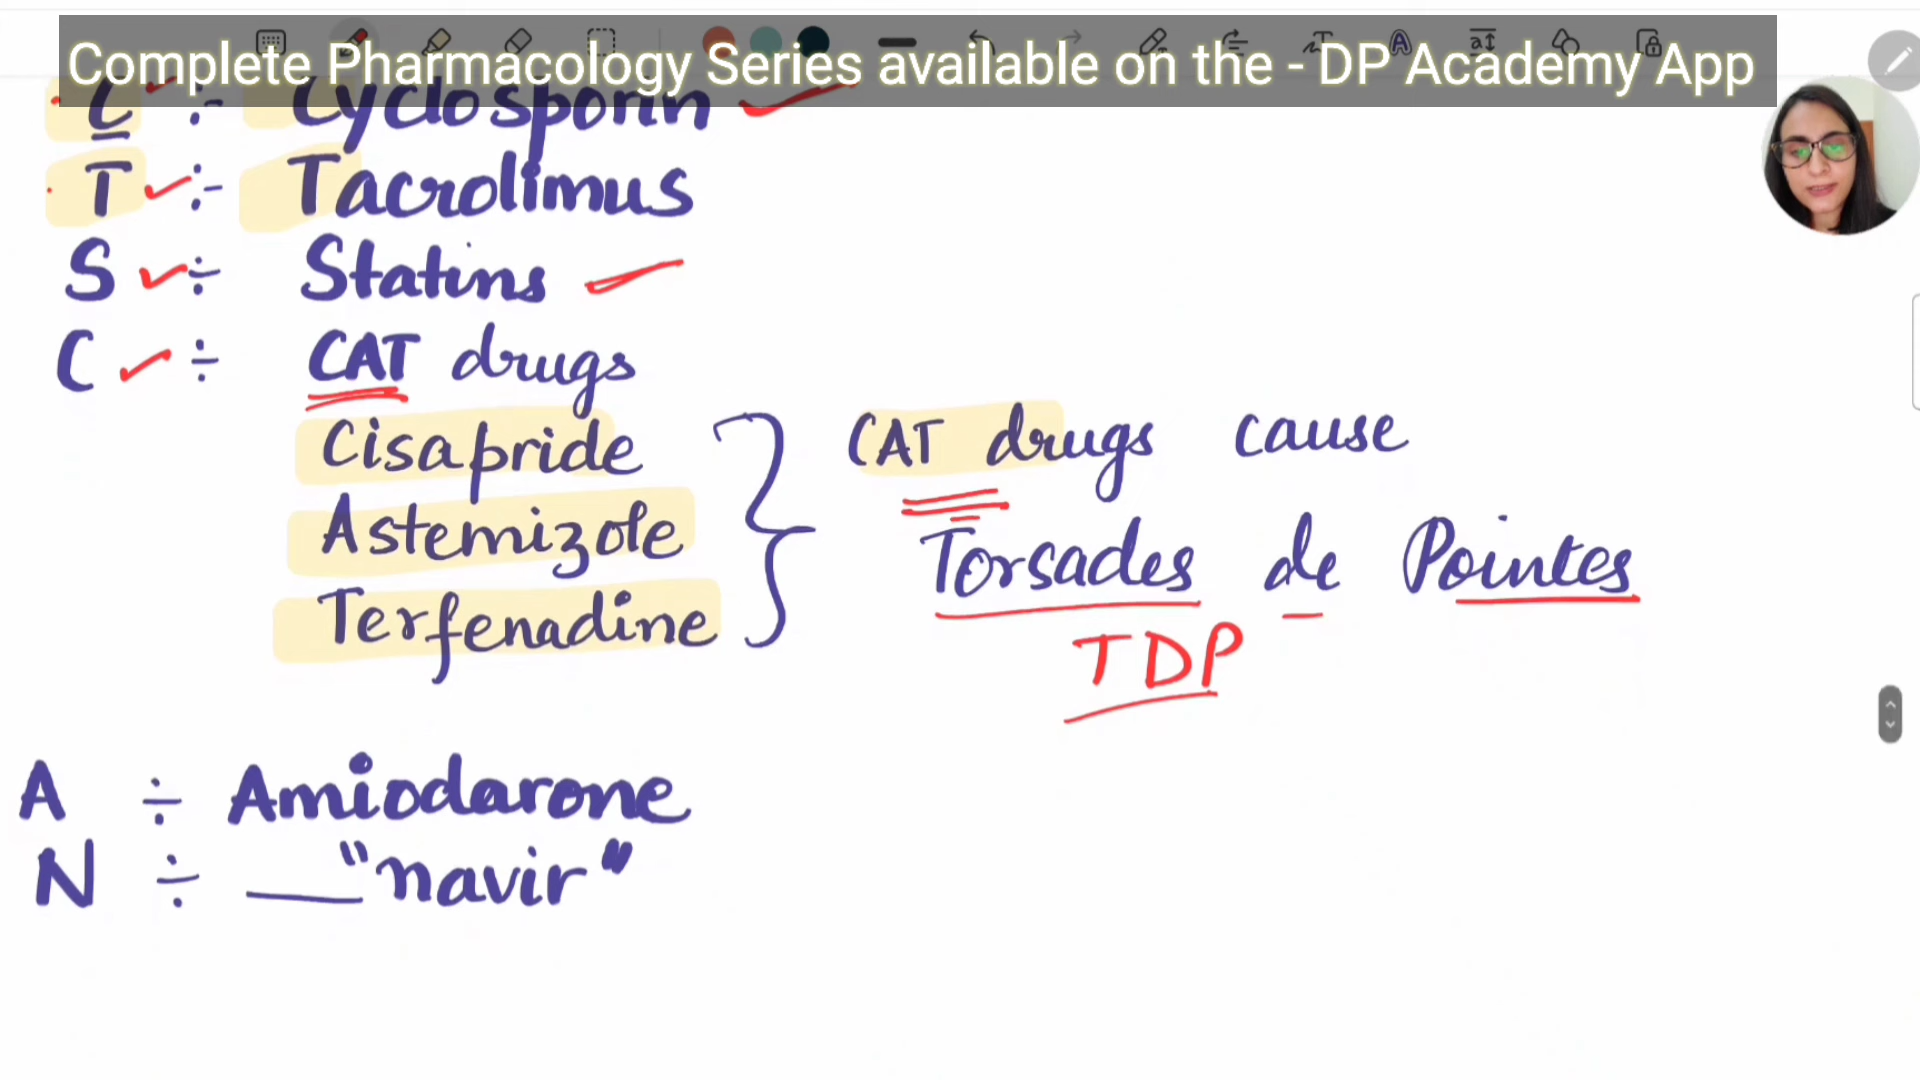 Complete Pharmacology Series available on the - DP Academy App
C ÷ Cyclosporin
T ÷ Tacrolimus
S ÷ Statins
C ÷ CAT drugs
Cisapride
Astemizole
Terfenadine
CAT drugs cause
Torsades de Pointes
TDP
A ÷ Amiodarone
N ÷ __"navir"